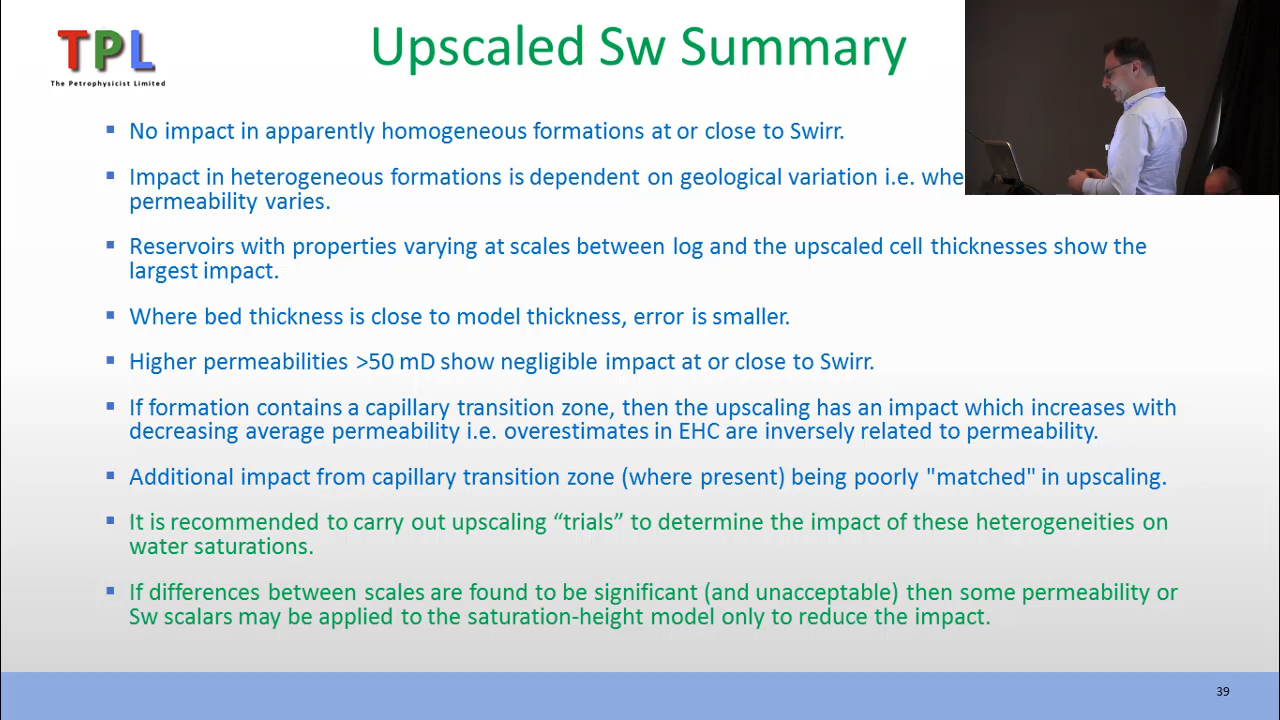 TPL
The Petrophysicist Limited
Upscaled Sw Summary
▪ No impact in apparently homogeneous formations at or close to Swirr.
▪ Impact in heterogeneous formations is dependent on geological variation i.e.
permeability varies.
▪ Reservoirs with properties varying at scales between log and the upscaled cell thicknesses show the
largest impact.
▪ Where bed thickness is close to model thickness, error is smaller.
▪ Higher permeabilities >50 mD show negligible impact at or close to Swirr.
▪ If formation contains a capillary transition zone, then the upscaling has an impact which increases with
decreasing average permeability i.e. overestimates in EHC are inversely related to permeability.
▪ Additional impact from capillary transition zone (where present) being poorly "matched" in upscaling.
▪ It is recommended to carry out upscaling “trials” to determine the impact of these heterogeneities on
water saturations.
▪ If differences between scales are found to be significant (and unacceptable) then some permeability or
Sw scalars may be applied to the saturation-height model only to reduce the impact.
39